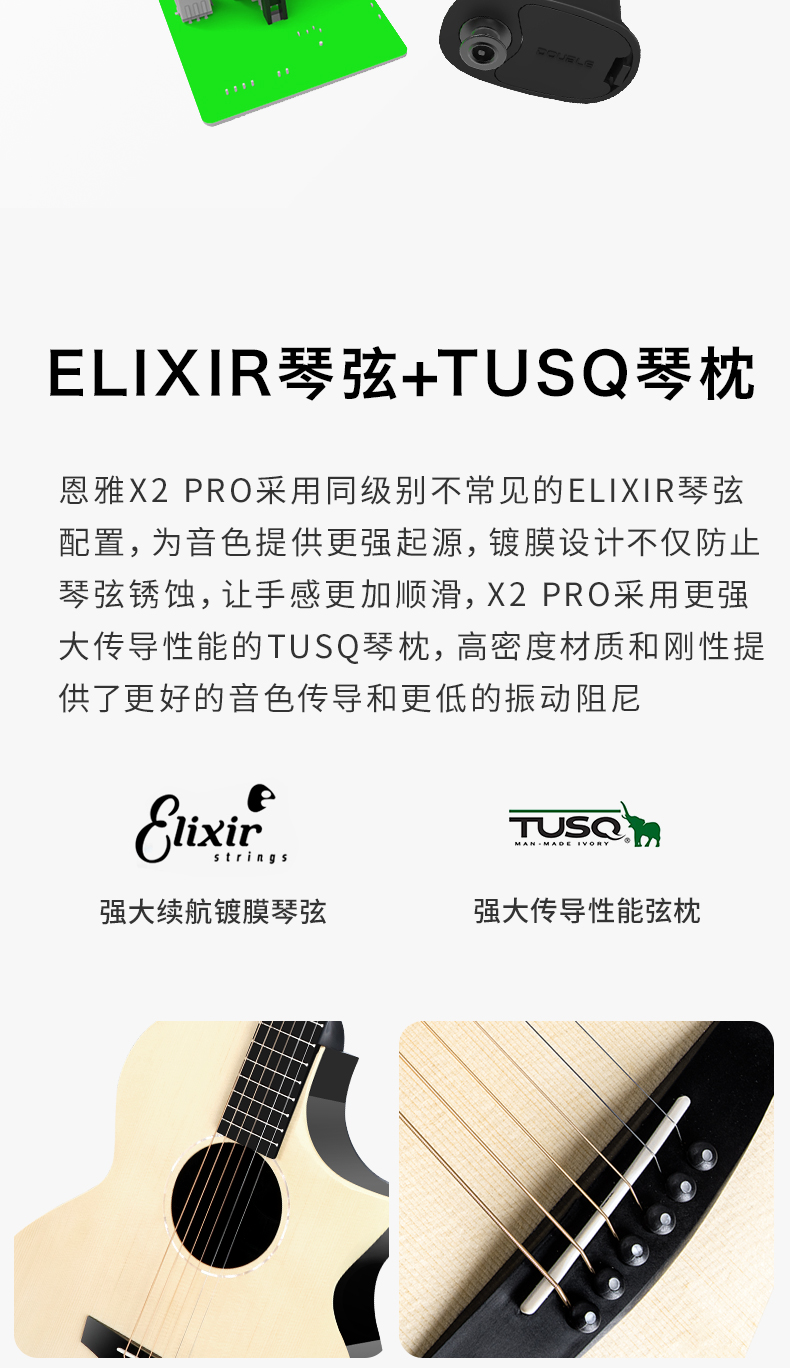 DOUBLE
ELIXIR琴弦+TUSQ琴枕
恩雅X2 PRO采用同级别不常见的ELIXIR琴弦
配置，为音色提供更强起源，镀膜设计不仅防止
琴弦锈蚀，让手感更加顺滑，X2 PRO采用更强
大传导性能的TUSQ琴枕，高密度材质和刚性提
供了更好的音色传导和更低的振动阻尼
Elixir
strings
TUSQ®
MAN-MADE IVORY
强大续航镀膜琴弦
强大传导性能弦枕